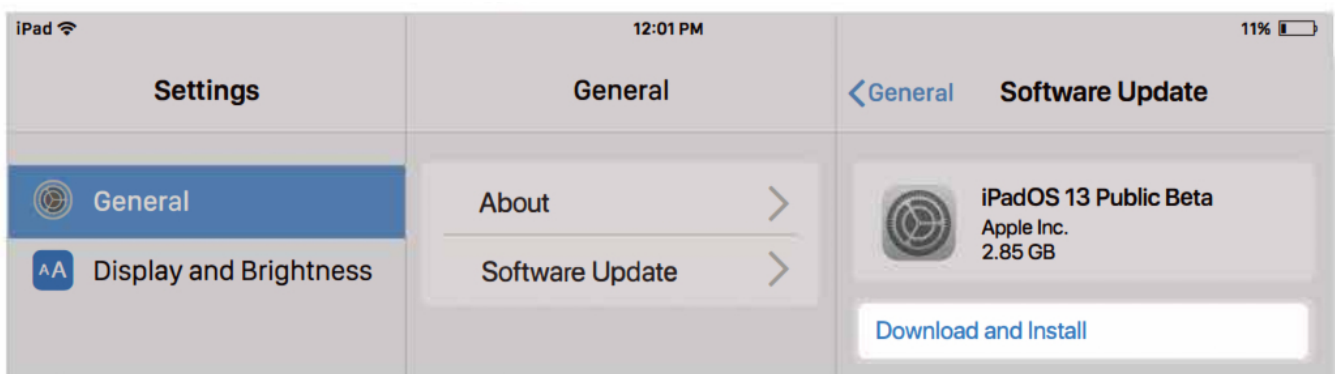 iPad
12:01 PM
11%
Settings
General
General
Software Update
General
AA Display and Brightness
About
Software Update
iPadOS 13 Public Beta
Apple Inc.
2.85 GB
Download and Install